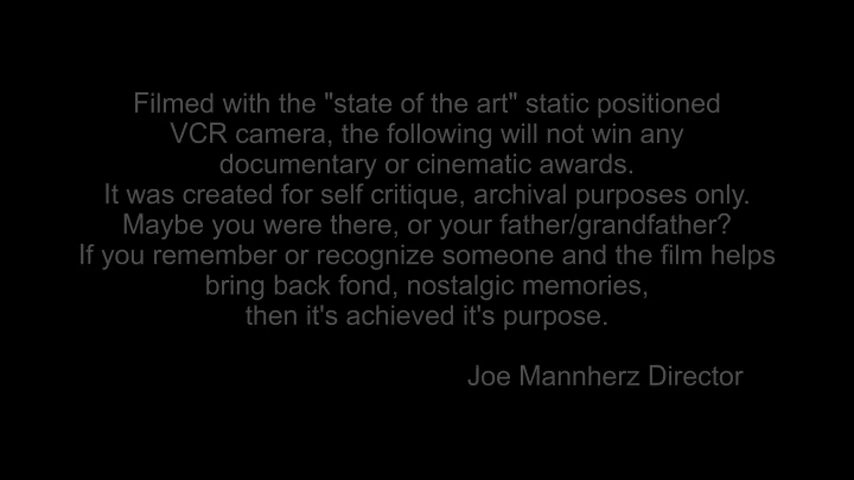 Filmed with the "state of the art" static positioned
VCR camera, the following will not win any
documentary or cinematic awards.
It was created for self critique, archival purposes only.
Maybe you were there, or your father/grandfather?
If you remember or recognize someone and the film helps
bring back fond, nostalgic memories,
then it's achieved it's purpose.
Joe Mannherz Director